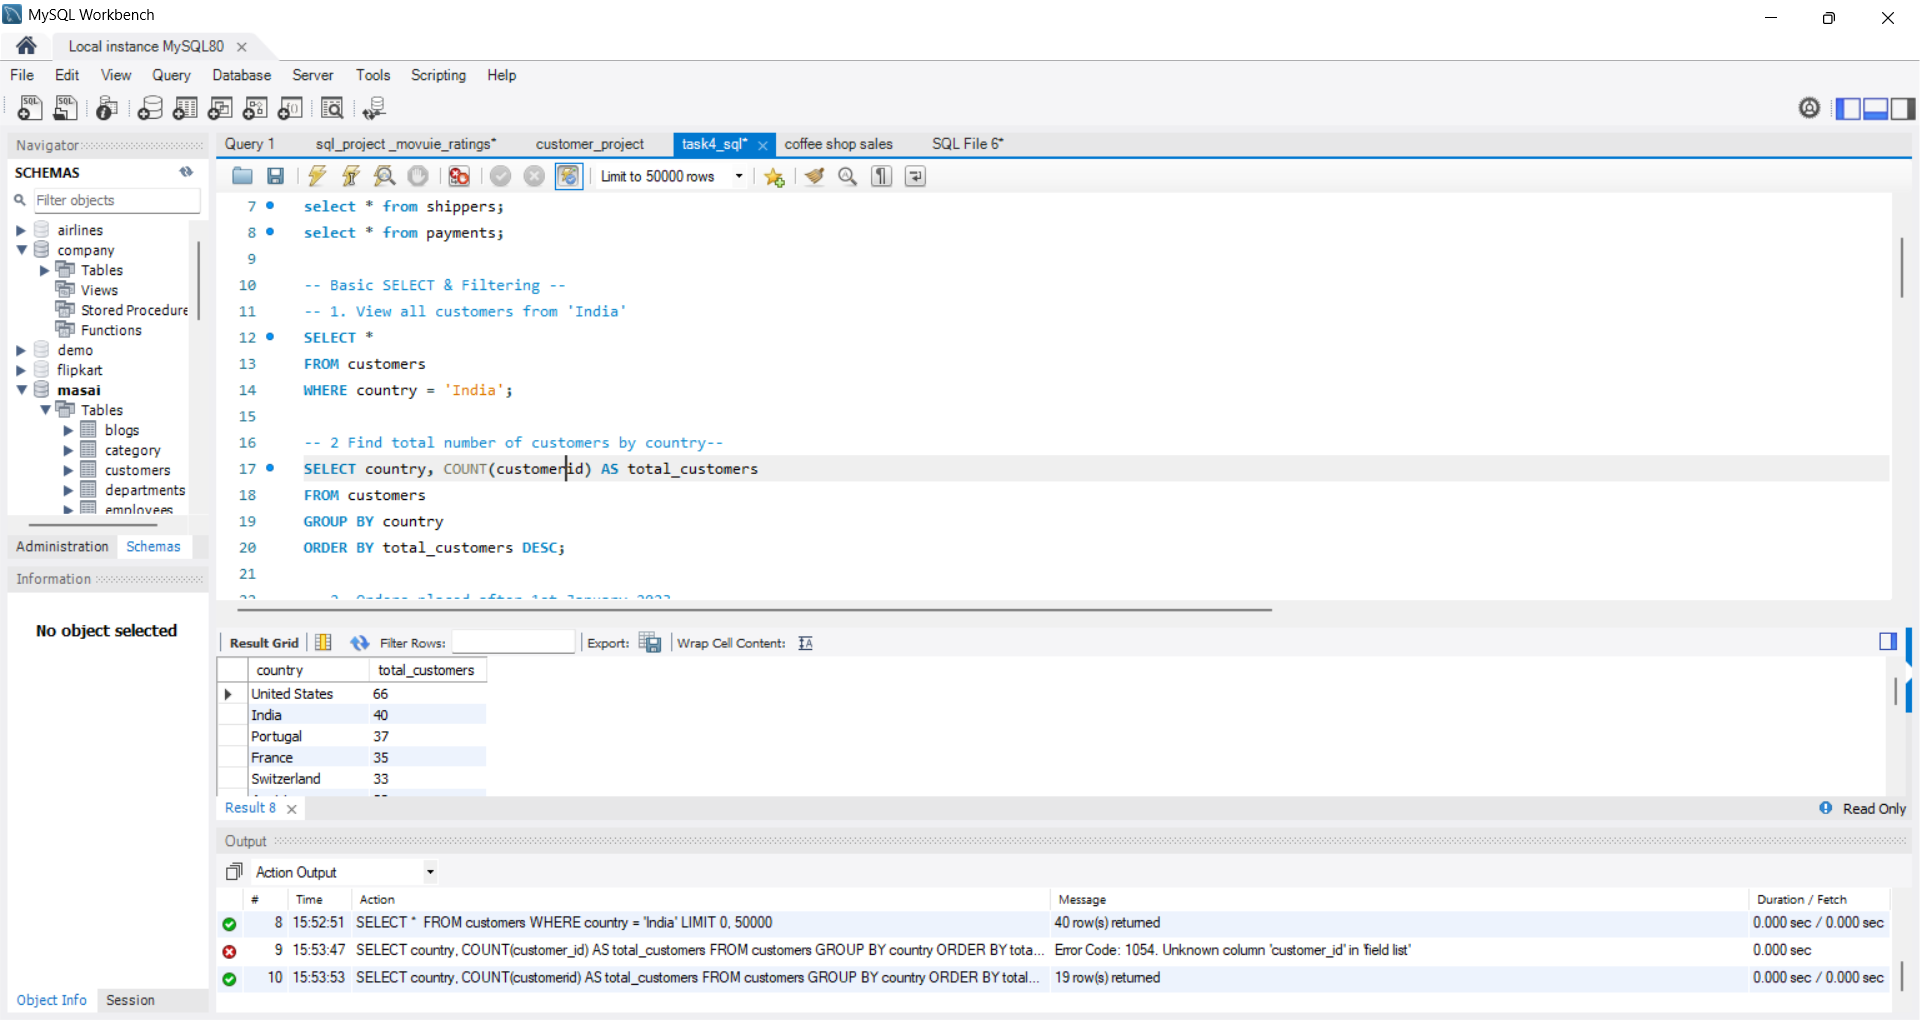 MySQL Workbench
Local instance MySQL80
File Edit View Query Database Server Tools Scripting Help
Navigator
SCHEMAS
Filter objects
airlines
company
Tables
Views
Stored Procedure
Functions
demo
flipkart
masai
Tables
blogs
category
customers
departments
employees
Administration Schemas
Information
No object selected
Object Info Session
Query 1 sql_project _movuie_ratings* customer_project task4_sql* coffee shop sales SQL File 6*
Limit to 50000 rows
7 select * from shippers;
8 select * from payments;
9
10 -- Basic SELECT & Filtering --
11 -- 1. View all customers from 'India'
12 SELECT *
13 FROM customers
14 WHERE country = 'India';
15
16 -- 2 Find total number of customers by country--
17 SELECT country, COUNT(customerid) AS total_customers
18 FROM customers
19 GROUP BY country
20 ORDER BY total_customers DESC;
21
Result Grid Filter Rows: Export: Wrap Cell Content:
country total_customers
United States 66
India 40
Portugal 37
France 35
Switzerland 33
Result 8 Read Only
Output
Action Output
# Time Action Message Duration / Fetch
8 15:52:51 SELECT * FROM customers WHERE country = 'India' LIMIT 0, 50000 40 row(s) returned 0.000 sec / 0.000 sec
9 15:53:47 SELECT country, COUNT(customer_id) AS total_customers FROM customers GROUP BY country ORDER BY tota... Error Code: 1054. Unknown column 'customer_id' in 'field list' 0.000 sec
10 15:53:53 SELECT country, COUNT(customerid) AS total_customers FROM customers GROUP BY country ORDER BY total... 19 row(s) returned 0.000 sec / 0.000 sec